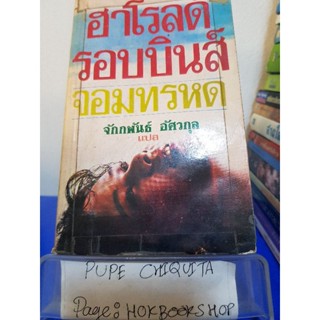 ฮาโรลด์
รอบบินส์
จอมทรหด
จักกพันธ์ อัศวกุล
แปล
PUPE CHIQUITA
Page: HOKBOOKSHOP